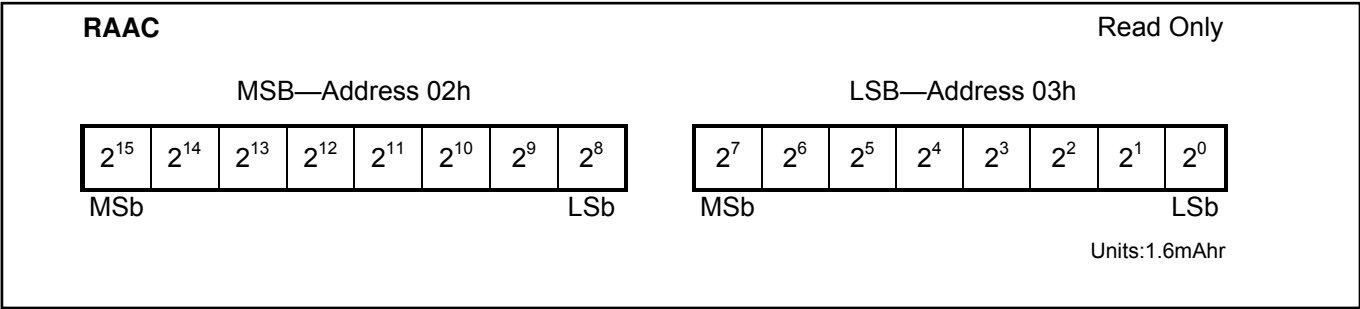 RAAC Read Only
MSB—Address 02h LSB—Address 03h
2^15 2^14 2^13 2^12 2^11 2^10 2^9 2^8 2^7 2^6 2^5 2^4 2^3 2^2 2^1 2^0
MSb LSb MSb LSb
Units:1.6mAhr